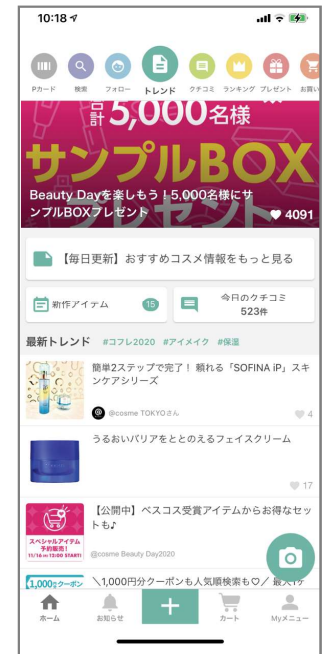 10:18
Pカード
検索
フォロー
トレンド
クチコミ
ランキング
プレゼント
お買い
合計5,000名様
サンプルBOX
プレゼント
Beauty Dayを楽しもう！5,000名様にサ
ンプルBOXプレゼント
4091
【毎日更新】おすすめコスメ情報をもっと見る
新作アイテム
15
今日のクチコミ
523件
最新トレンド #コフレ2020 #アイメイク #保湿
簡単2ステップで完了！ 頼れる「SOFINA iP」スキ
ンケアシリーズ
@cosme TOKYOさん
4
うるおいバリアをととのえるフェイスクリーム
17
【公開中】ベスコス受賞アイテムからお得なセッ
トも♪
スペシャルアイテム
予約販売！
11/16 m 12:00 START!
@cosme Beauty Day2020
1,000円クーポン
＼1,000円分クーポンも人気順検索も♡／ 最大1ケ
ホーム
お知らせ
カート
Myメニュー